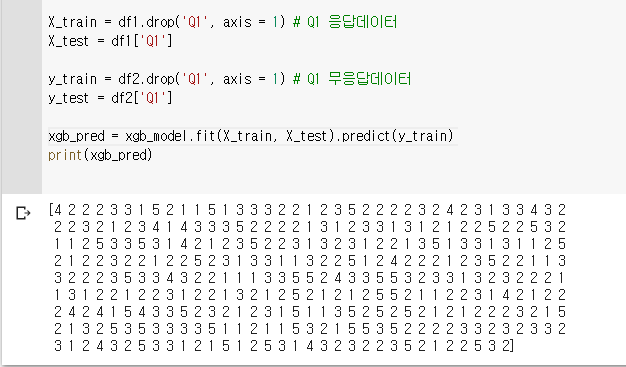 X_train = df1.drop('Q1', axis = 1) # Q1 응답데이터
X_test = df1['Q1']
y_train = df2.drop('Q1', axis = 1) # Q1 무응답데이터
y_test = df2['Q1']
xgb_pred = xgb_model.fit(X_train, X_test).predict(y_train)
print(xgb_pred)
[4 2 2 2 3 3 1 5 2 1 1 5 1 3 3 3 2 2 1 2 3 5 2 2 2 2 3 2 4 2 3 1 3 3 4 3 2
2 2 3 2 1 2 3 4 1 4 3 3 3 5 2 2 2 2 1 3 1 2 3 3 1 3 1 2 1 2 2 5 2 2 5 3 2
1 1 2 5 3 3 5 3 1 4 2 1 2 3 5 2 2 3 1 3 2 3 1 2 2 1 3 5 1 3 3 1 3 1 1 2 5
2 1 2 2 3 2 2 1 2 2 5 2 3 1 3 3 1 1 3 2 2 5 1 2 4 2 2 2 1 2 3 5 2 2 1 1 3
3 2 2 2 3 5 3 3 4 3 2 2 1 1 1 3 3 5 5 2 4 3 3 5 5 3 2 3 3 1 3 2 3 2 2 2 1
1 3 1 2 2 1 2 2 3 1 2 2 1 3 2 1 2 5 2 1 2 1 2 5 5 2 1 1 2 2 3 1 4 2 1 2 2
2 4 2 4 1 5 4 3 3 5 2 3 2 1 2 3 1 5 1 1 3 5 2 5 2 5 2 1 2 1 2 2 2 3 2 1 5
2 1 3 2 5 3 5 3 3 3 3 5 1 1 2 1 1 5 3 2 1 5 5 3 5 2 1 2 2 3 3 2 3 2 3 3 2
3 1 2 4 3 2 5 3 3 1 2 1 5 1 2 5 3 1 4 3 2 3 2 2 3 5 2 1 2 2 5 3 2]